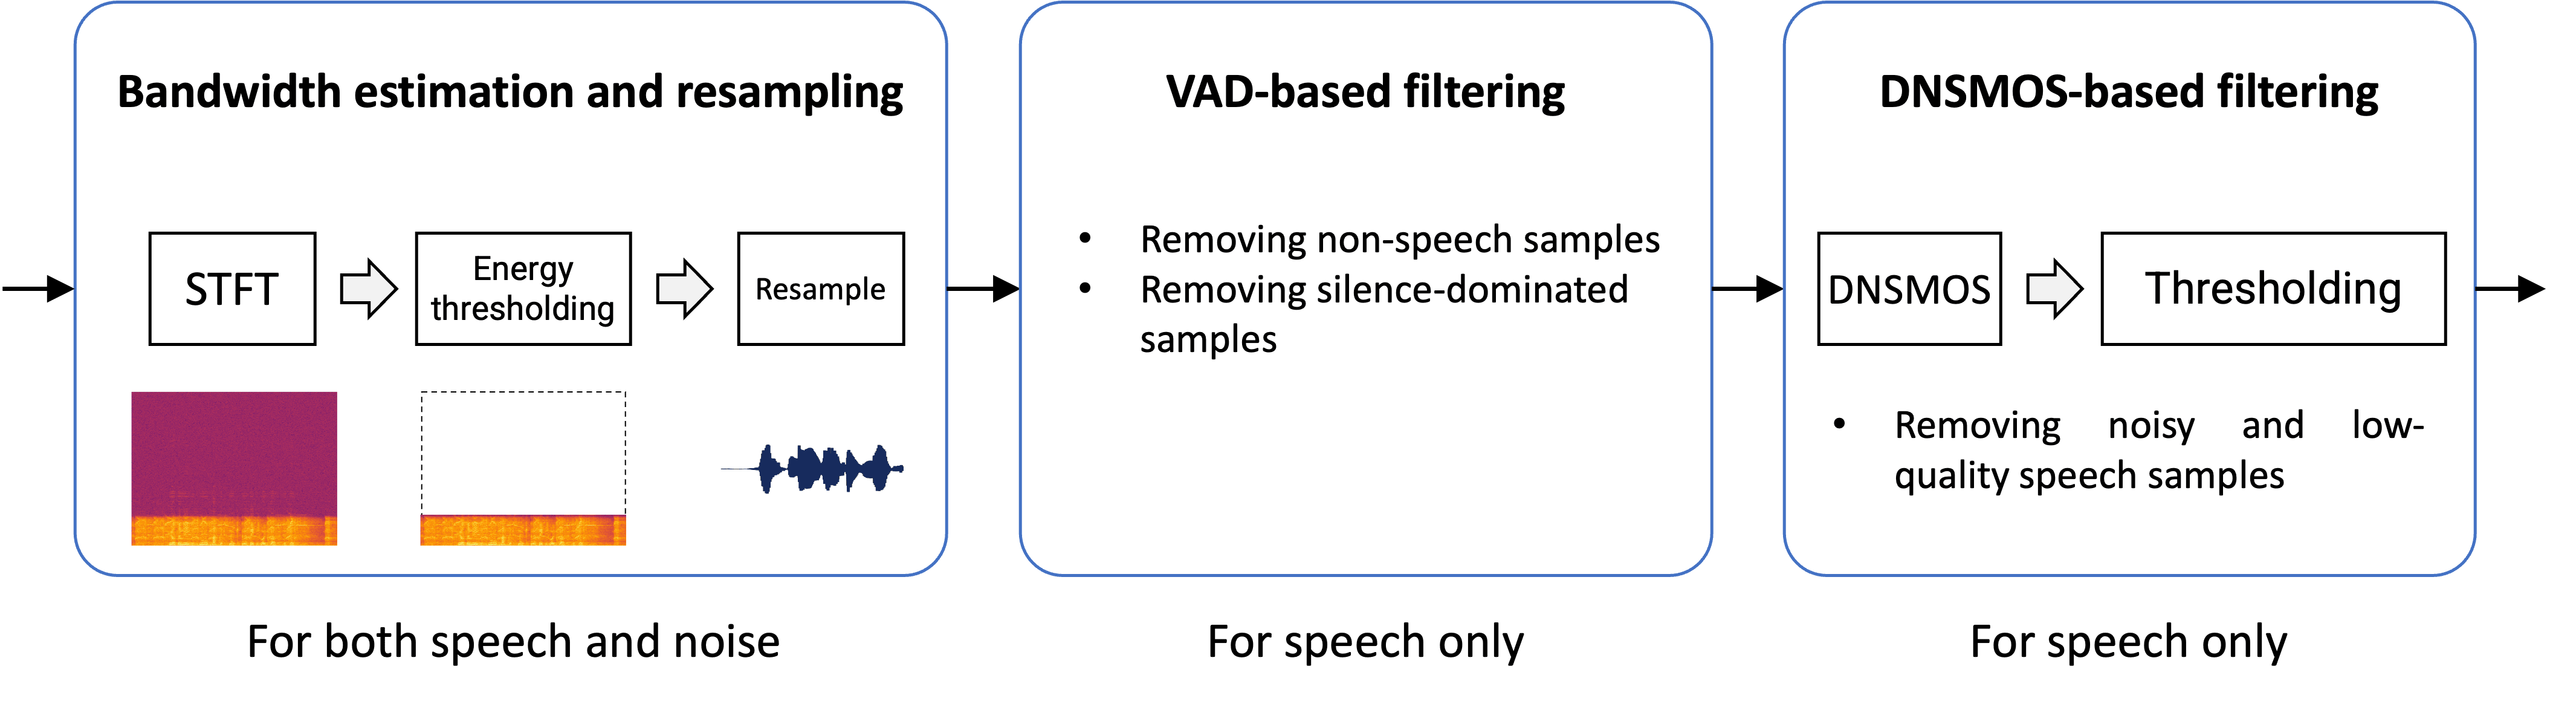 Bandwidth estimation and resampling
STFT
Energy
thresholding
Resample
For both speech and noise
VAD-based filtering
• Removing non-speech samples
• Removing silence-dominated
samples
For speech only
DNSMOS-based filtering
DNSMOS
Thresholding
• Removing noisy and low-
quality speech samples
For speech only